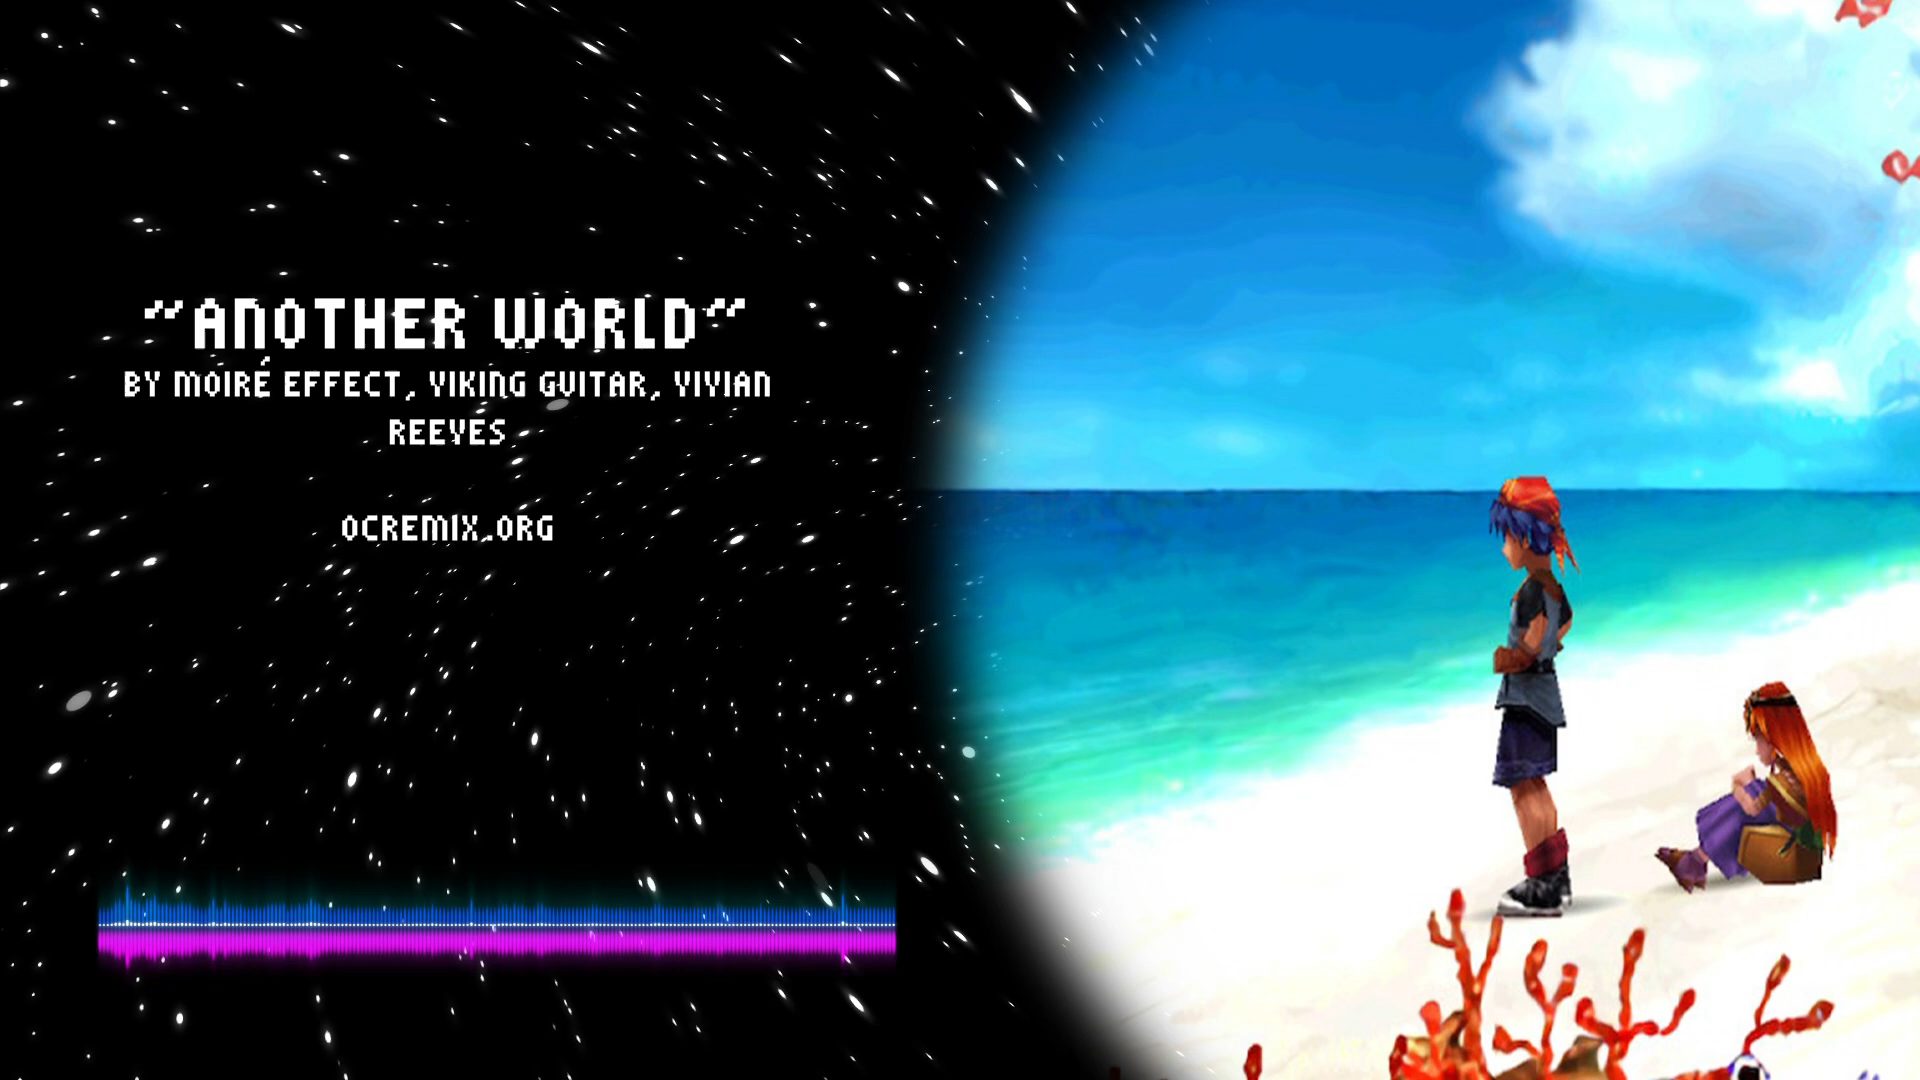 "ANOTHER WORLD"
BY MOIRÉ EFFECT, VIKING GUITAR, VIVIAN
REEVES
OCREMIX.ORG